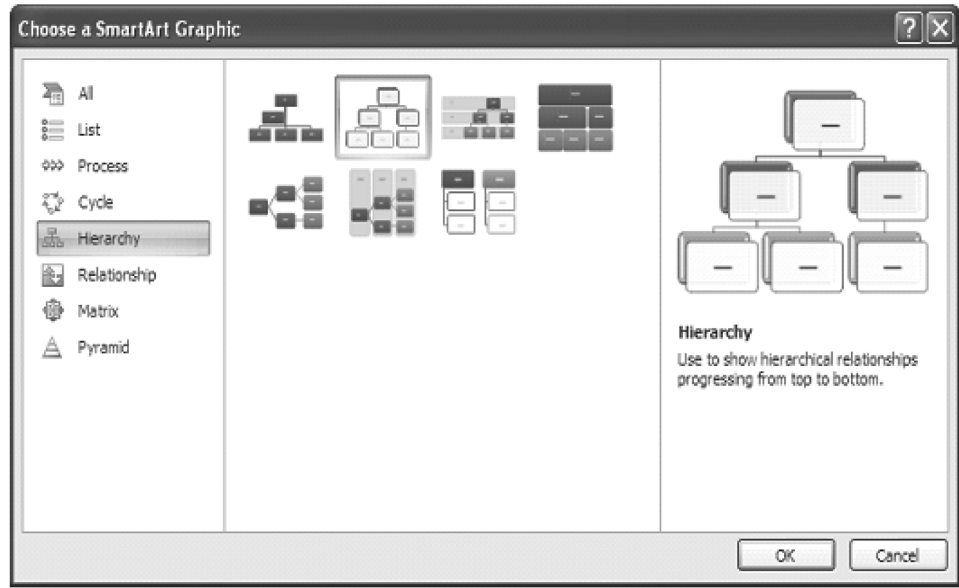 Choose a SmartArt Graphic
All
List
Process
Cycle
Hierarchy
Relationship
Matrix
Pyramid
Hierarchy
Use to show hierarchical relationships
progressing from top to bottom.
OK
Cancel